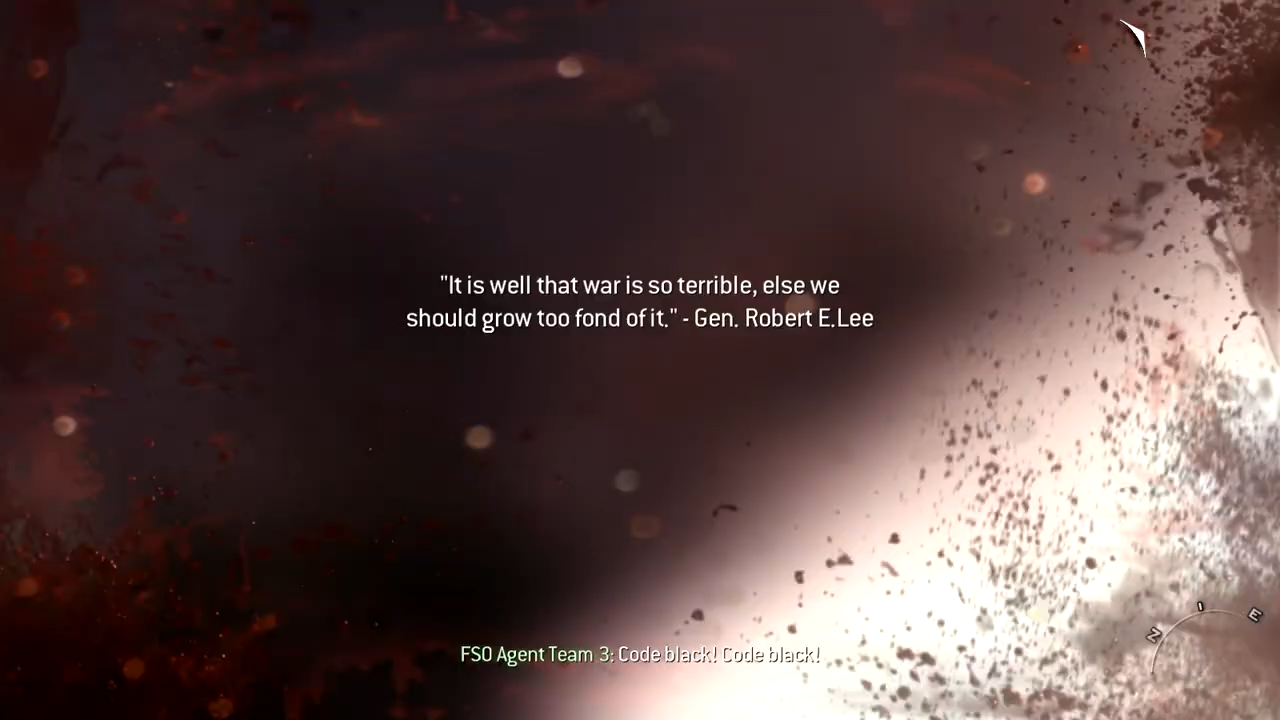 "It is well that war is so terrible, else we
should grow too fond of it." - Gen. Robert E.Lee
FSO Agent Team 3: Code black! Code black!
N
E